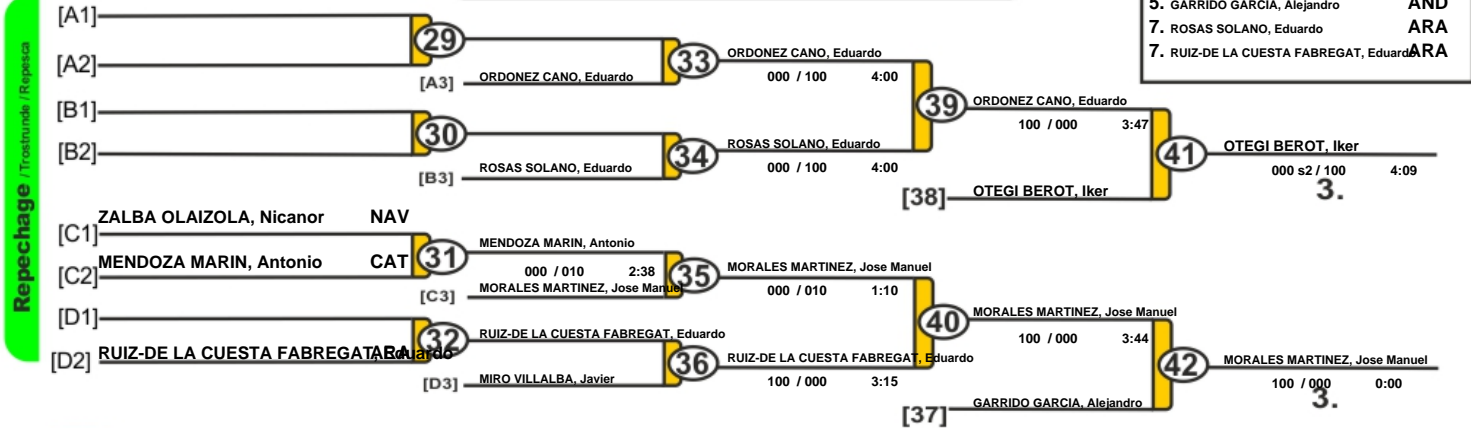 5. GARRIDO GARCIA, Alejandro AND
7. ROSAS SOLANO, Eduardo ARA
7. RUIZ-DE LA CUESTA FABREGAT, Eduardo ARA
Repechage / Trostrunde / Repesca
[A1]
29
[A2]
[A3] ORDONEZ CANO, Eduardo
33
ORDONEZ CANO, Eduardo
000 / 100 4:00
[B1]
30
[B2]
[B3] ROSAS SOLANO, Eduardo
34
ROSAS SOLANO, Eduardo
000 / 100 4:00
39
ORDONEZ CANO, Eduardo
100 / 000 3:47
[38] OTEGI BEROT, Iker
41
OTEGI BEROT, Iker
000 s2 / 100 4:09
3.
[C1] ZALBA OLAIZOLA, Nicanor NAV
31
[C2] MENDOZA MARIN, Antonio CAT
MENDOZA MARIN, Antonio
000 / 010 2:38
[C3] MORALES MARTINEZ, Jose Manuel
35
MORALES MARTINEZ, Jose Manuel
000 / 010 1:10
[D1]
32
[D2] RUIZ-DE LA CUESTA FABREGAT, Eduardo ARA
RUIZ-DE LA CUESTA FABREGAT, Eduardo
[D3] MIRO VILLALBA, Javier
36
RUIZ-DE LA CUESTA FABREGAT, Eduardo
100 / 000 3:15
40
MORALES MARTINEZ, Jose Manuel
100 / 000 3:44
[37] GARRIDO GARCIA, Alejandro
42
MORALES MARTINEZ, Jose Manuel
100 / 000 0:00
3.